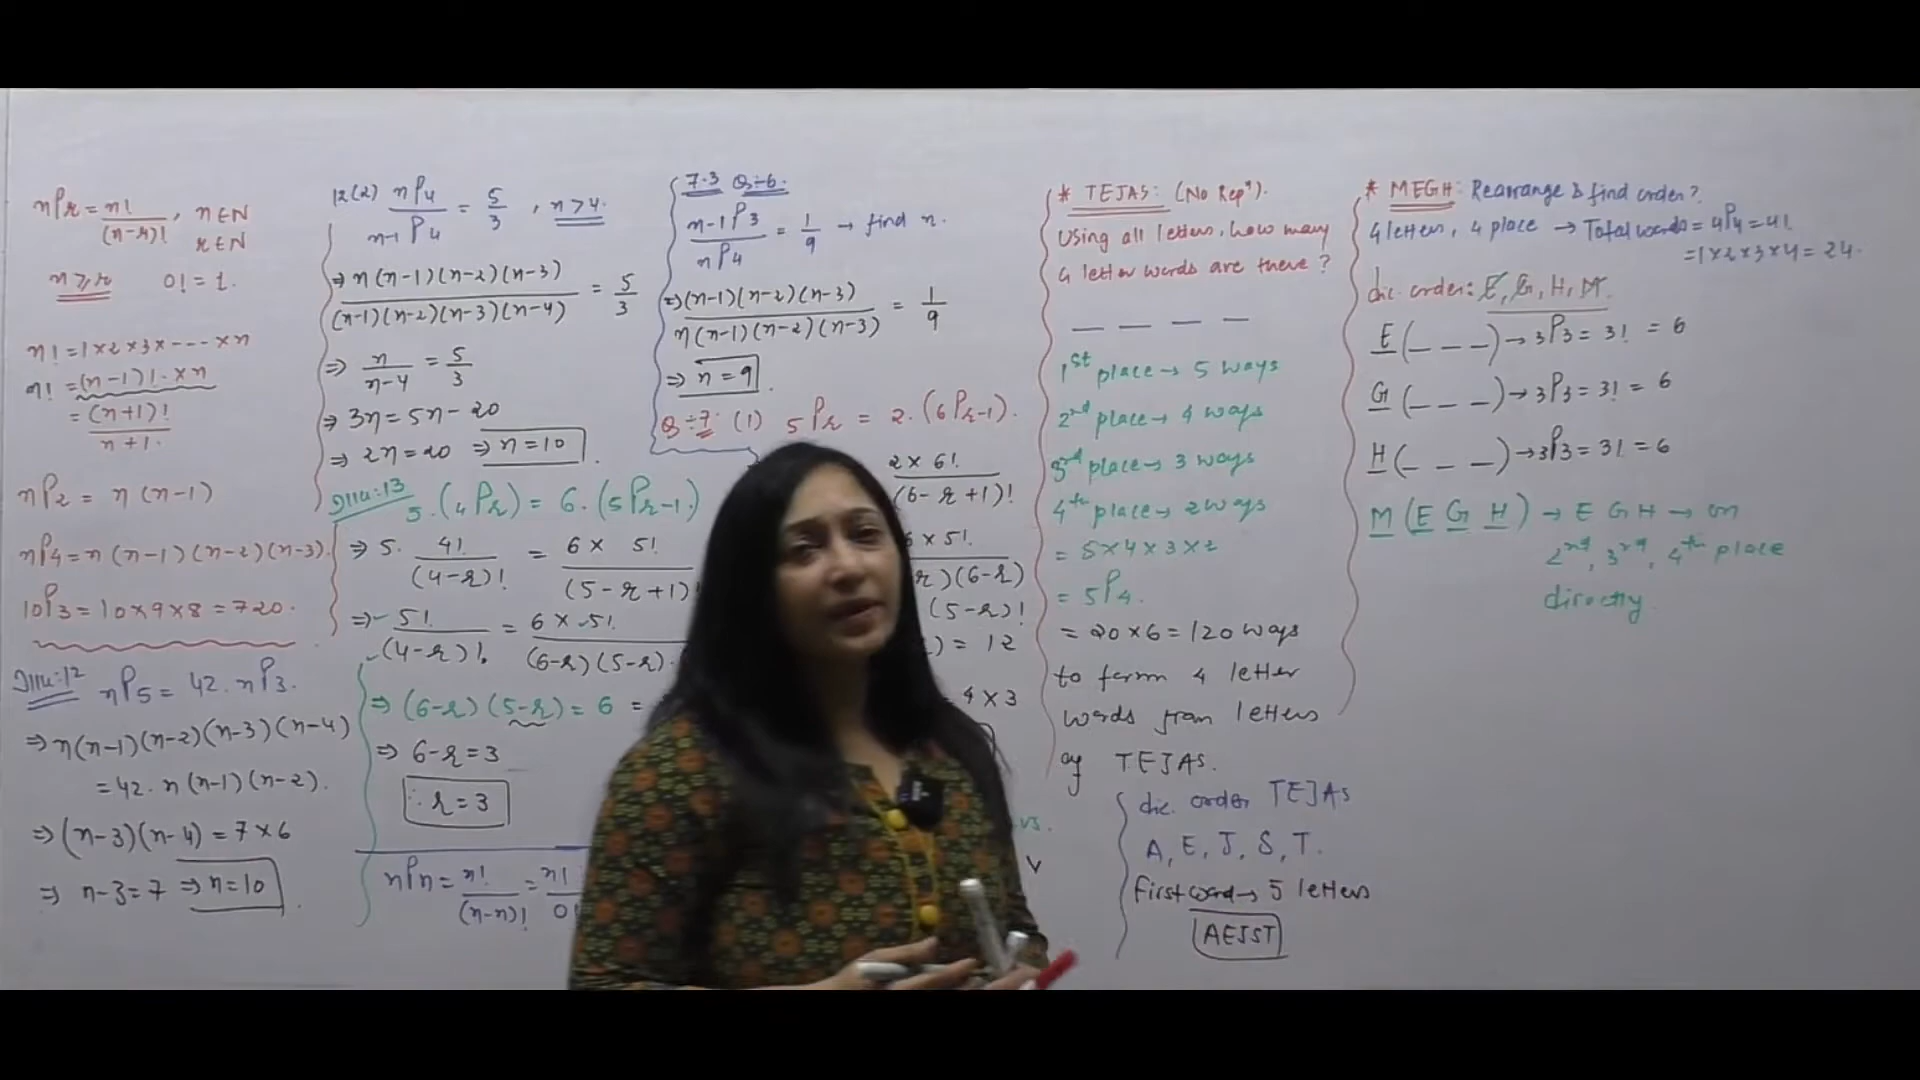 nPr = n!/(n-r)! , n∈N
r∈N
n≥r 0! = 1.
n! = 1×2×3×----×n
n! = (n-1)!·×n
= (n+1)!/n+1.
nP2 = n(n-1)
nP4 = n(n-1)(n-2)(n-3).
10P3 = 10×9×8 = 720.
Illu:12 nP5 = 42. nP3.
⇒ n(n-1)(n-2)(n-3)(n-4)
= 42. n(n-1)(n-2).
⇒ (n-3)(n-4) = 7×6
⇒ n-3 = 7 ⇒ n=10
12(2) nP4/n-1P4 = 5/3 , n>4.
⇒ n(n-1)(n-2)(n-3)/(n-1)(n-2)(n-3)(n-4) = 5/3
⇒ n/n-4 = 5/3
⇒ 3n = 5n-20
⇒ 2n = 20 ⇒ n=10
Illu:13 5.(4Pr) = 6.(5Pr-1)
⇒ 5. 4!/(4-r)! = 6× 5!/(5-r+1)!
⇒ 5!/(4-r)! = 6×5!/(6-r)(5-r).
⇒ (6-r)(5-r) = 6 =
⇒ 6-r = 3
∴ r=3
nPn = n!/(n-n)! = n!/0!
7.3 Q÷6.
n-1P3/nP4 = 1/9 → find n.
⇒ (n-1)(n-2)(n-3)/n(n-1)(n-2)(n-3) = 1/9
⇒ n=9
Q÷7 (1) 5Pr = 2.(6Pr-1).
2×6!/(6-r+1)!
×5!
r)(6-r)
(5-r)!
) = 12
4×3
* TEJAS: (No Repⁿ).
Using all letters, how many
4 letter words are there?
— — — —
1st place → 5 ways
2nd place → 4 ways
3rd place → 3 ways
4th place → 2 ways
= 5×4×3×2
= 5P4.
= 20×6 = 120 ways
to form 4 letter
words from letters
of TEJAS.
dic. order TEJAS
A, E, J, S, T.
First word → 5 letters
AEJST
* MEGH: Rearrange & find order?
4 letters, 4 place → Total words = 4P4 = 4!
= 1×2×3×4 = 24.
dic. order: E, G, H, M.
E(– – –) → 3P3 = 3! = 6
G(– – –) → 3P3 = 3! = 6
H(– – –) → 3P3 = 3! = 6
M(E G H) → E G H → on
2nd, 3rd, 4th place
directly